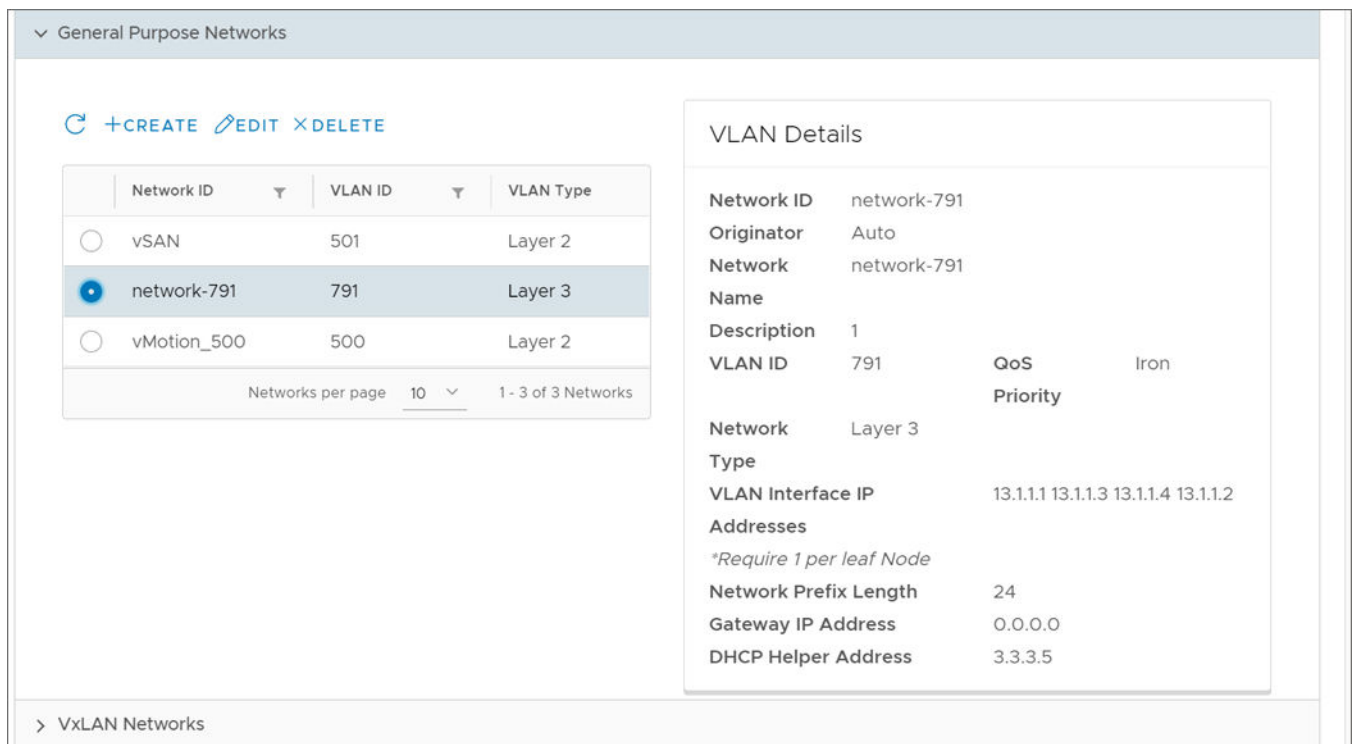 General Purpose Networks
CREATE EDIT DELETE
Network ID VLAN ID VLAN Type
vSAN 501 Layer 2
network-791 791 Layer 3
vMotion_500 500 Layer 2
Networks per page 10 1 - 3 of 3 Networks
VLAN Details
Network ID network-791
Originator Auto
Network network-791
Name
Description 1
VLAN ID 791 QoS Iron
Priority
Network Layer 3
Type
VLAN Interface IP 13.1.1.1 13.1.1.3 13.1.1.4 13.1.1.2
Addresses
*Require 1 per leaf Node
Network Prefix Length 24
Gateway IP Address 0.0.0.0
DHCP Helper Address 3.3.3.5
VxLAN Networks